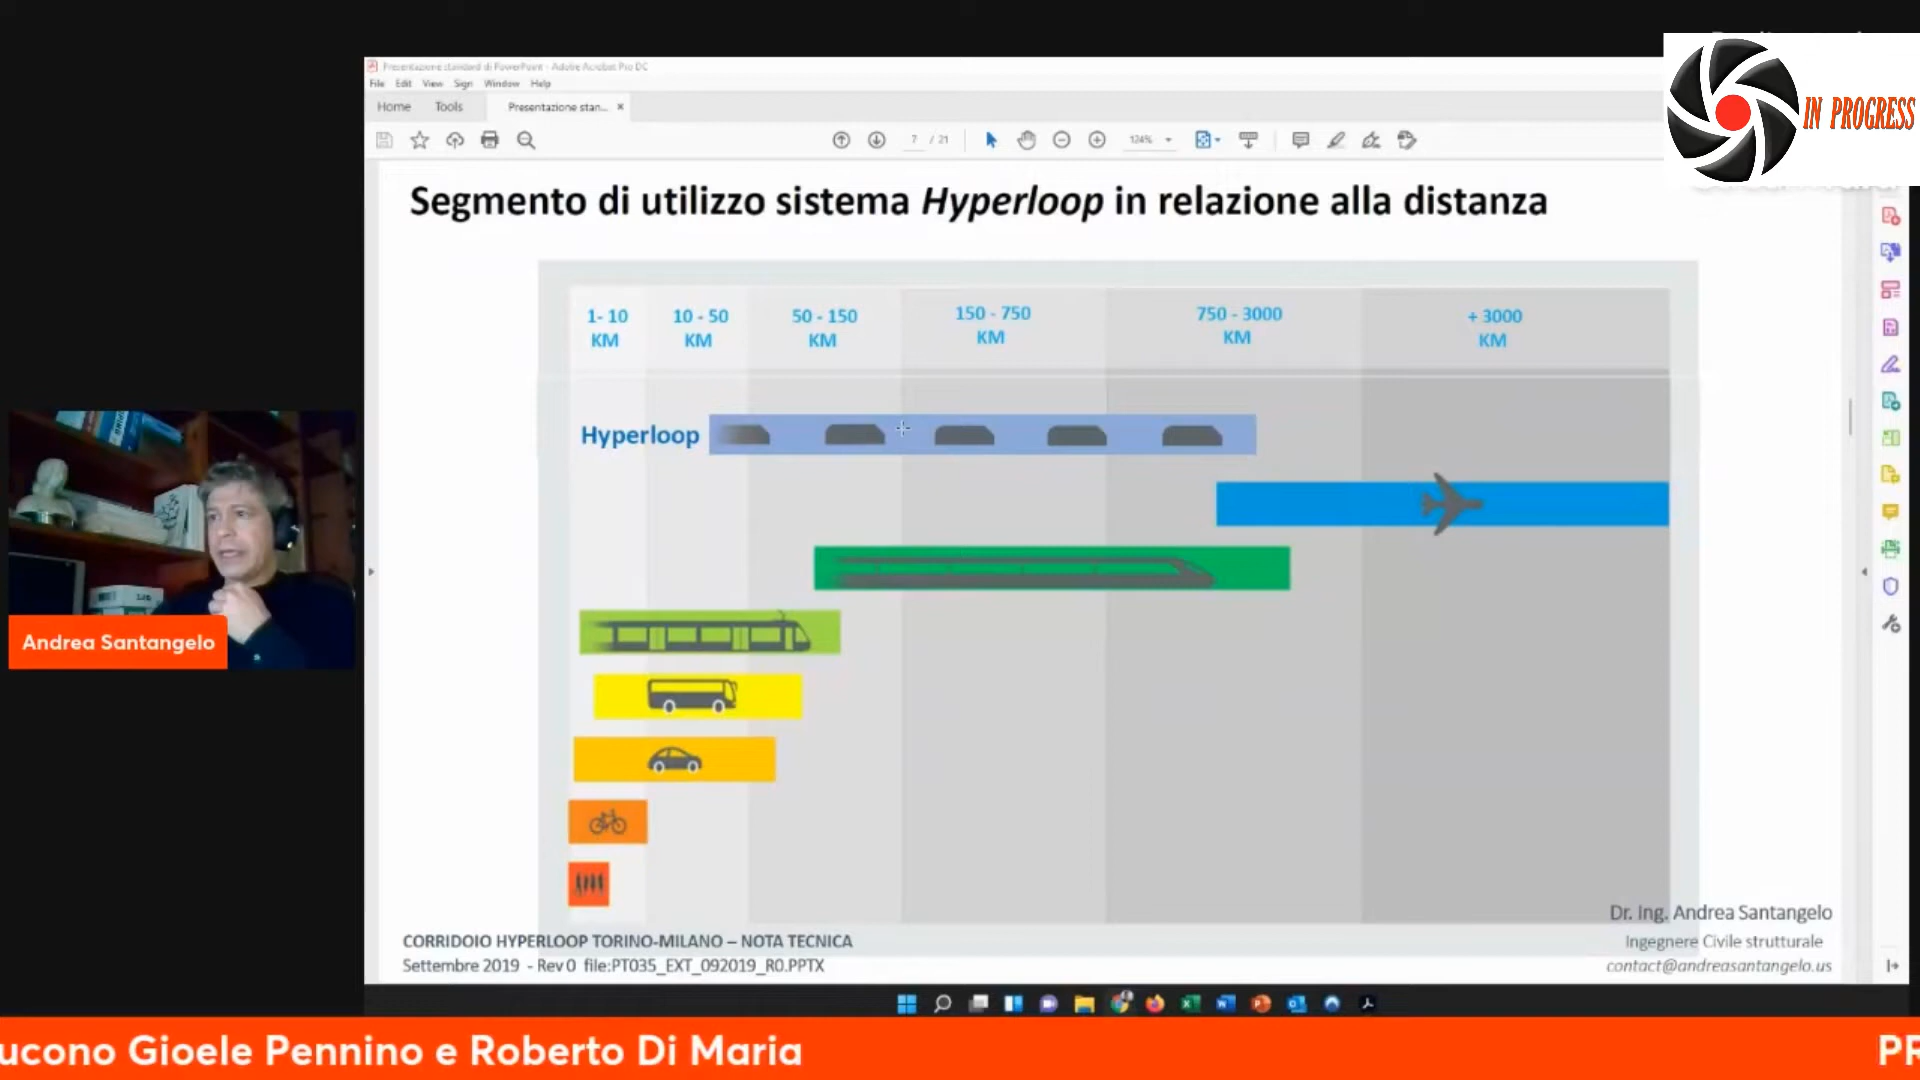 Presentazione standard di PowerPoint - Adobe Acrobat Pro DC
File Edit View Sign Window Help
Home Tools Presentazione stan... ×
7 / 21 124%
IN PROGRESS
Segmento di utilizzo sistema Hyperloop in relazione alla distanza
1- 10 KM
10 - 50 KM
50 - 150 KM
150 - 750 KM
750 - 3000 KM
+ 3000 KM
Hyperloop
Andrea Santangelo
CORRIDOIO HYPERLOOP TORINO-MILANO – NOTA TECNICA
Settembre 2019 - Rev 0 file:PT035_EXT_092019_R0.PPTX
Dr. Ing. Andrea Santangelo
Ingegnere Civile strutturale
contact@andreasantangelo.us
ucono Gioele Pennino e Roberto Di Maria
PR